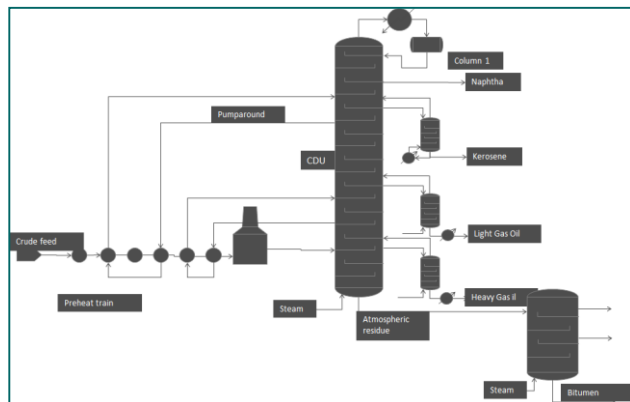 Column 1
Naphtha
Pumparound
CDU
Kerosene
Crude feed
Light Gas Oil
Preheat train
Steam
Atmospheric
residue
Heavy Gas il
Steam
Bitumen